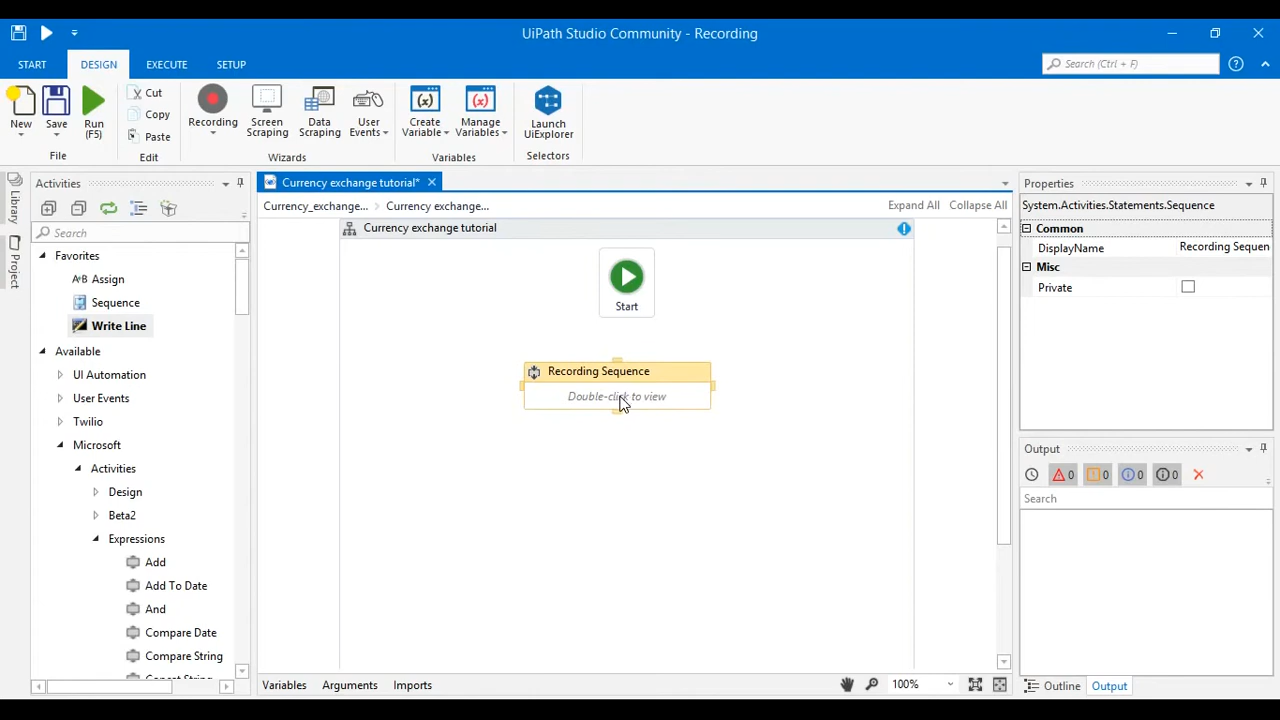 UiPath Studio Community - Recording
START
DESIGN
EXECUTE
SETUP
Search (Ctrl + F)
New
Save
Run
(F5)
Cut
Copy
Paste
Recording
Screen
Scraping
Data
Scraping
User
Events
Create
Variable
Manage
Variables
Launch
UiExplorer
File
Edit
Wizards
Variables
Selectors
Library
Project
Activities
Search
Favorites
A+B Assign
Sequence
Write Line
Available
UI Automation
User Events
Twilio
Microsoft
Activities
Design
Beta2
Expressions
Add
Add To Date
And
Compare Date
Compare String
Concat String
Currency exchange tutorial*
Currency_exchange... > Currency exchange...
Expand All
Collapse All
Currency exchange tutorial
Start
Recording Sequence
Double-click to view
Variables
Arguments
Imports
100%
Properties
System.Activities.Statements.Sequence
Common
DisplayName
Recording Sequen
Misc
Private
Output
0
0
0
0
Search
Outline
Output